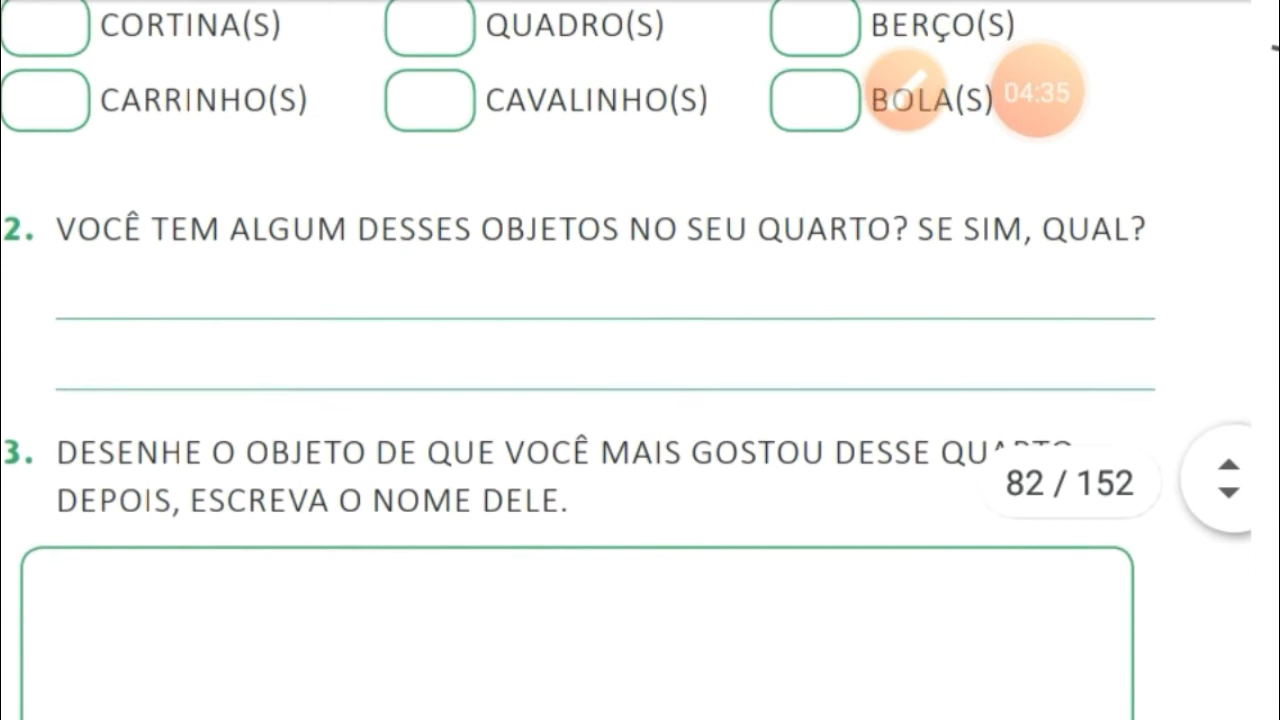 CORTINA(S) QUADRO(S) BERÇO(S)
CARRINHO(S) CAVALINHO(S) BOLA(S) 04:35
2. VOCÊ TEM ALGUM DESSES OBJETOS NO SEU QUARTO? SE SIM, QUAL?
3. DESENHE O OBJETO DE QUE VOCÊ MAIS GOSTOU DESSE QUARTO
82 / 152
DEPOIS, ESCREVA O NOME DELE.